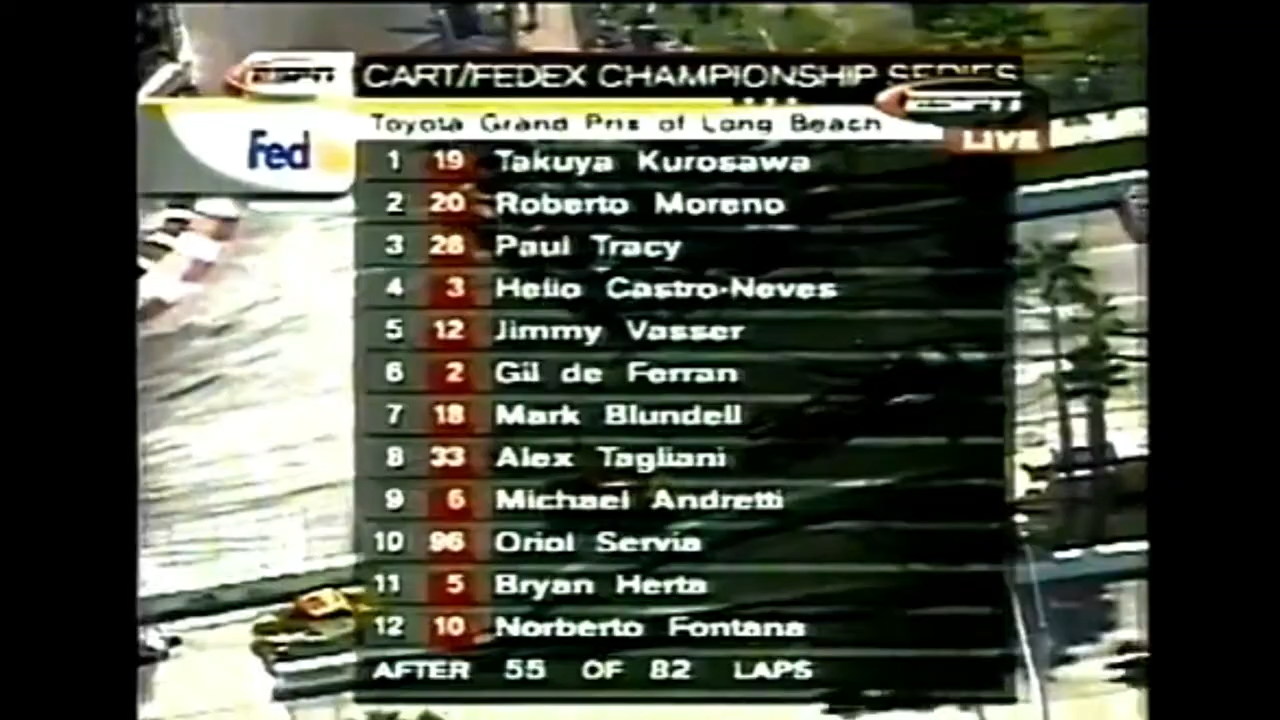 ESPN CART/FEDEX CHAMPIONSHIP SERIES
ESPN
Toyota Grand Prix of Long Beach
LIVE
Fed
1 19 Takuya Kurosawa
2 20 Roberto Moreno
3 26 Paul Tracy
4 3 Helio Castro-Neves
5 12 Jimmy Vasser
6 2 Gil de Ferran
7 18 Mark Blundell
8 33 Alex Tagliani
9 6 Michael Andretti
10 96 Oriol Servia
11 5 Bryan Herta
12 10 Norberto Fontana
AFTER 55 OF 82 LAPS